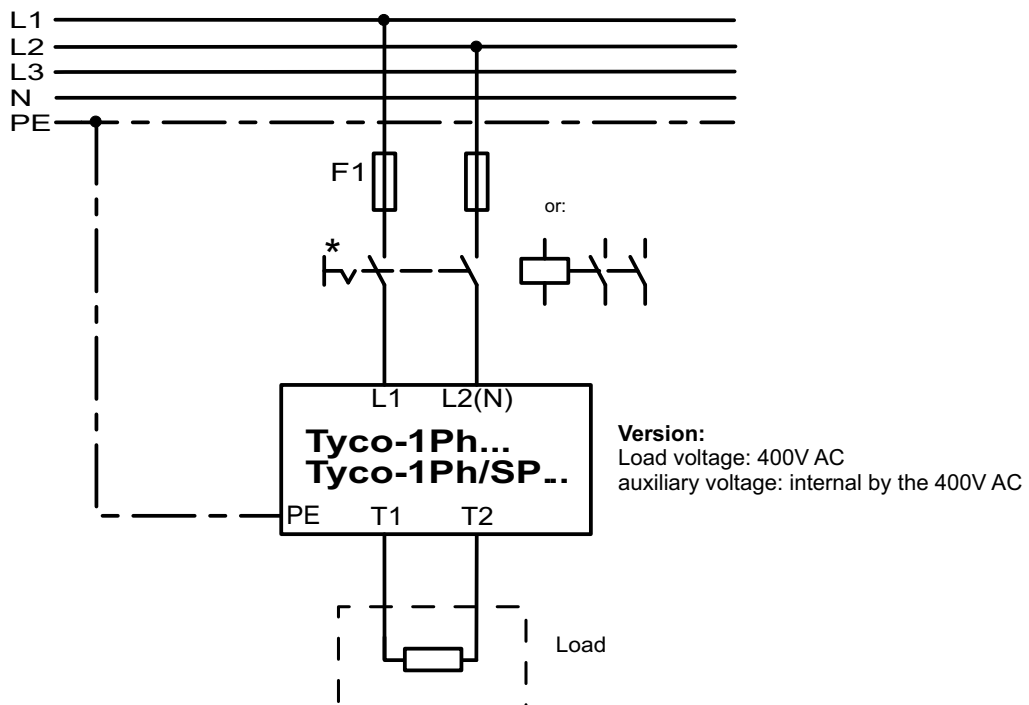 L1
L2
L3
N
PE
F1
or:
*
L1 L2(N)
Tyco-1Ph...
Tyco-1Ph/SP...
Version:
Load voltage: 400V AC
auxiliary voltage: internal by the 400V AC
PE T1 T2
Load